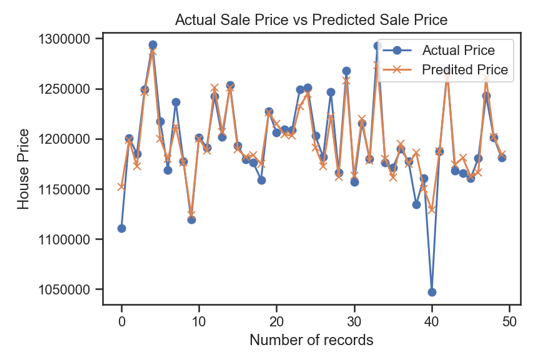 Actual Sale Price vs Predicted Sale Price
1300000
1250000
1200000
1150000
1100000
1050000
House Price
Actual Price
Predited Price
0 10 20 30 40 50
Number of records